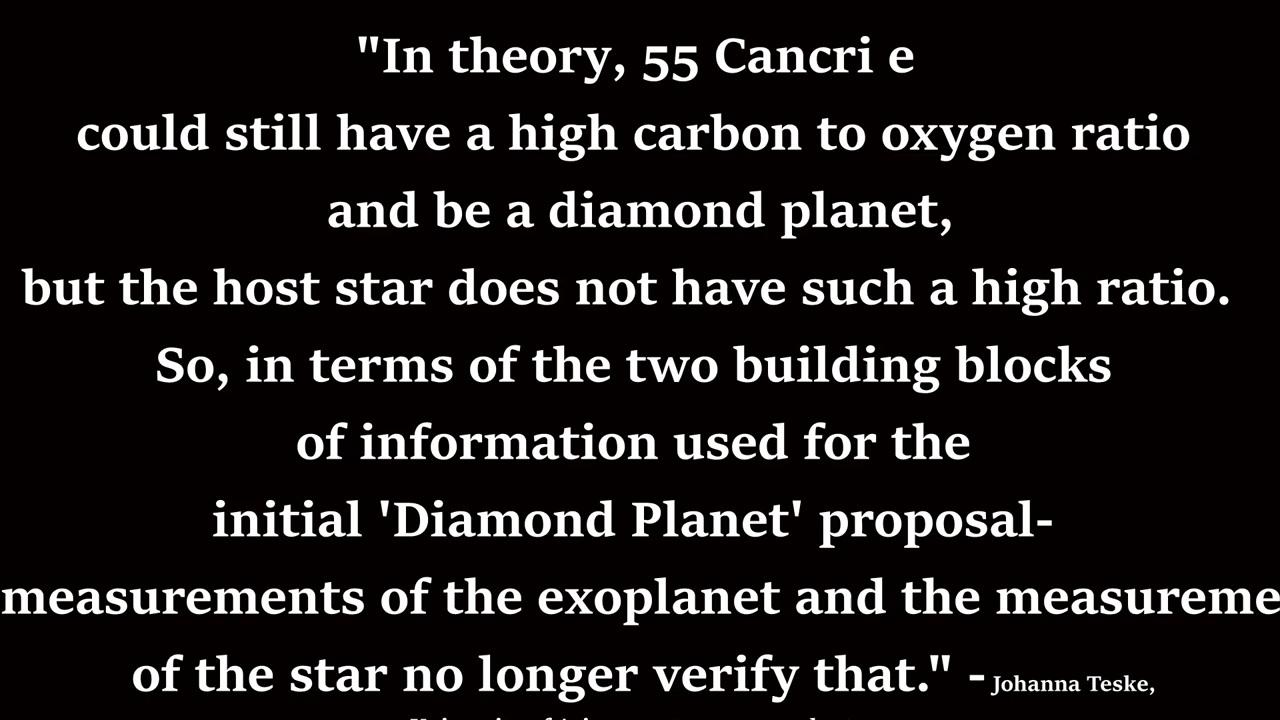 "In theory, 55 Cancri e
could still have a high carbon to oxygen ratio
and be a diamond planet,
but the host star does not have such a high ratio.
So, in terms of the two building blocks
of information used for the
initial 'Diamond Planet' proposal-
measurements of the exoplanet and the measureme
of the star no longer verify that." - Johanna Teske,